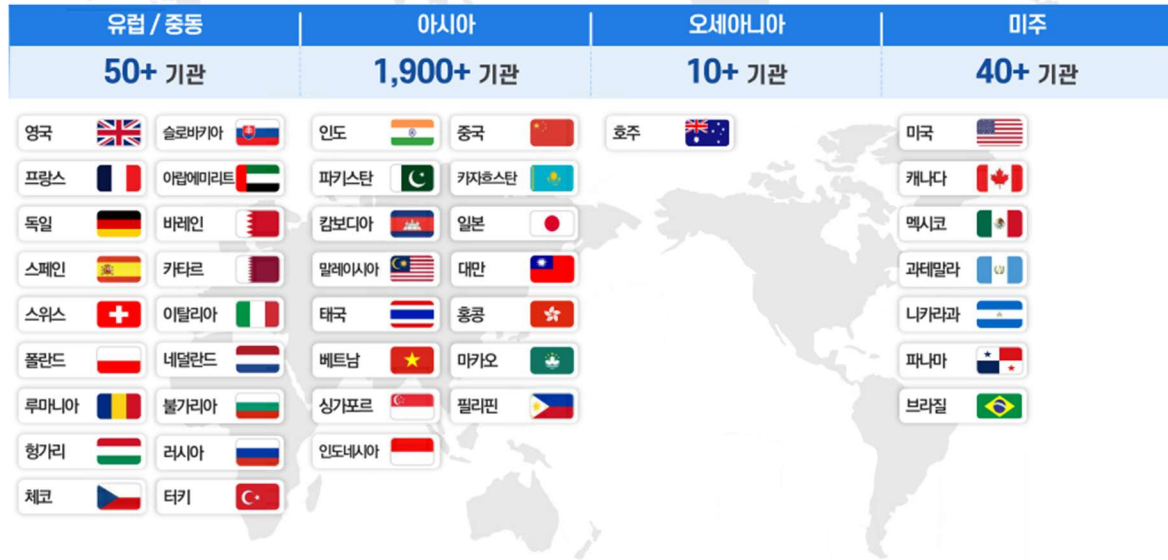 유럽 / 중동 아시아 오세아니아 미주
50+ 기관 1,900+ 기관 10+ 기관 40+ 기관
영국 슬로바키아 인도 중국 호주 미국
프랑스 아랍에미리트 파키스탄 카자흐스탄 캐나다
독일 바레인 캄보디아 일본 멕시코
스페인 카타르 말레이시아 대만 과테말라
스위스 이탈리아 태국 홍콩 니카라과
폴란드 네덜란드 베트남 마카오 파나마
루마니아 불가리아 싱가포르 필리핀 브라질
헝가리 러시아 인도네시아
체코 터키